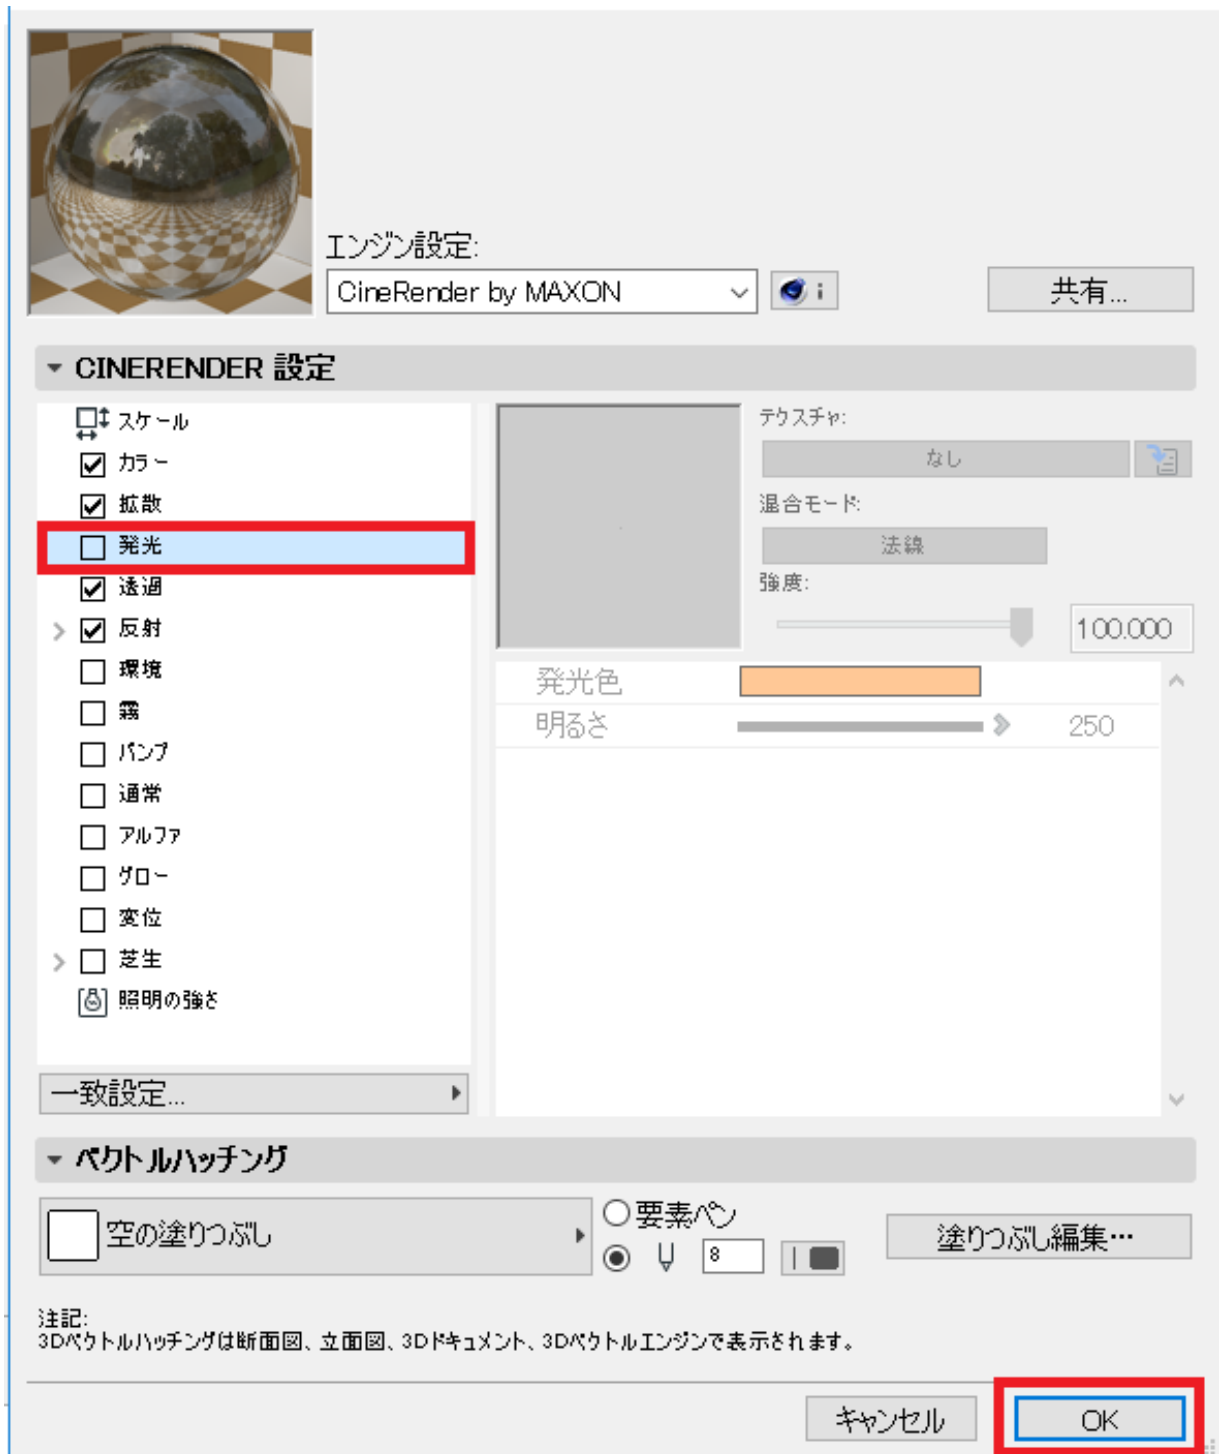 エンジン設定:
CineRender by MAXON
i
共有...
CINERENDER 設定
スケール
カラー
拡散
発光
透過
反射
環境
霧
バンプ
通常
アルファ
グロー
変位
芝生
照明の強さ
一致設定...
テクスチャ:
なし
混合モード:
法線
強度:
100.000
発光色
明るさ
250
ベクトルハッチング
空の塗りつぶし
要素ペン
8
塗りつぶし編集...
注記:
3Dベクトルハッチングは断面図、立面図、3Dドキュメント、3Dベクトルエンジンで表示されます。
キャンセル
OK